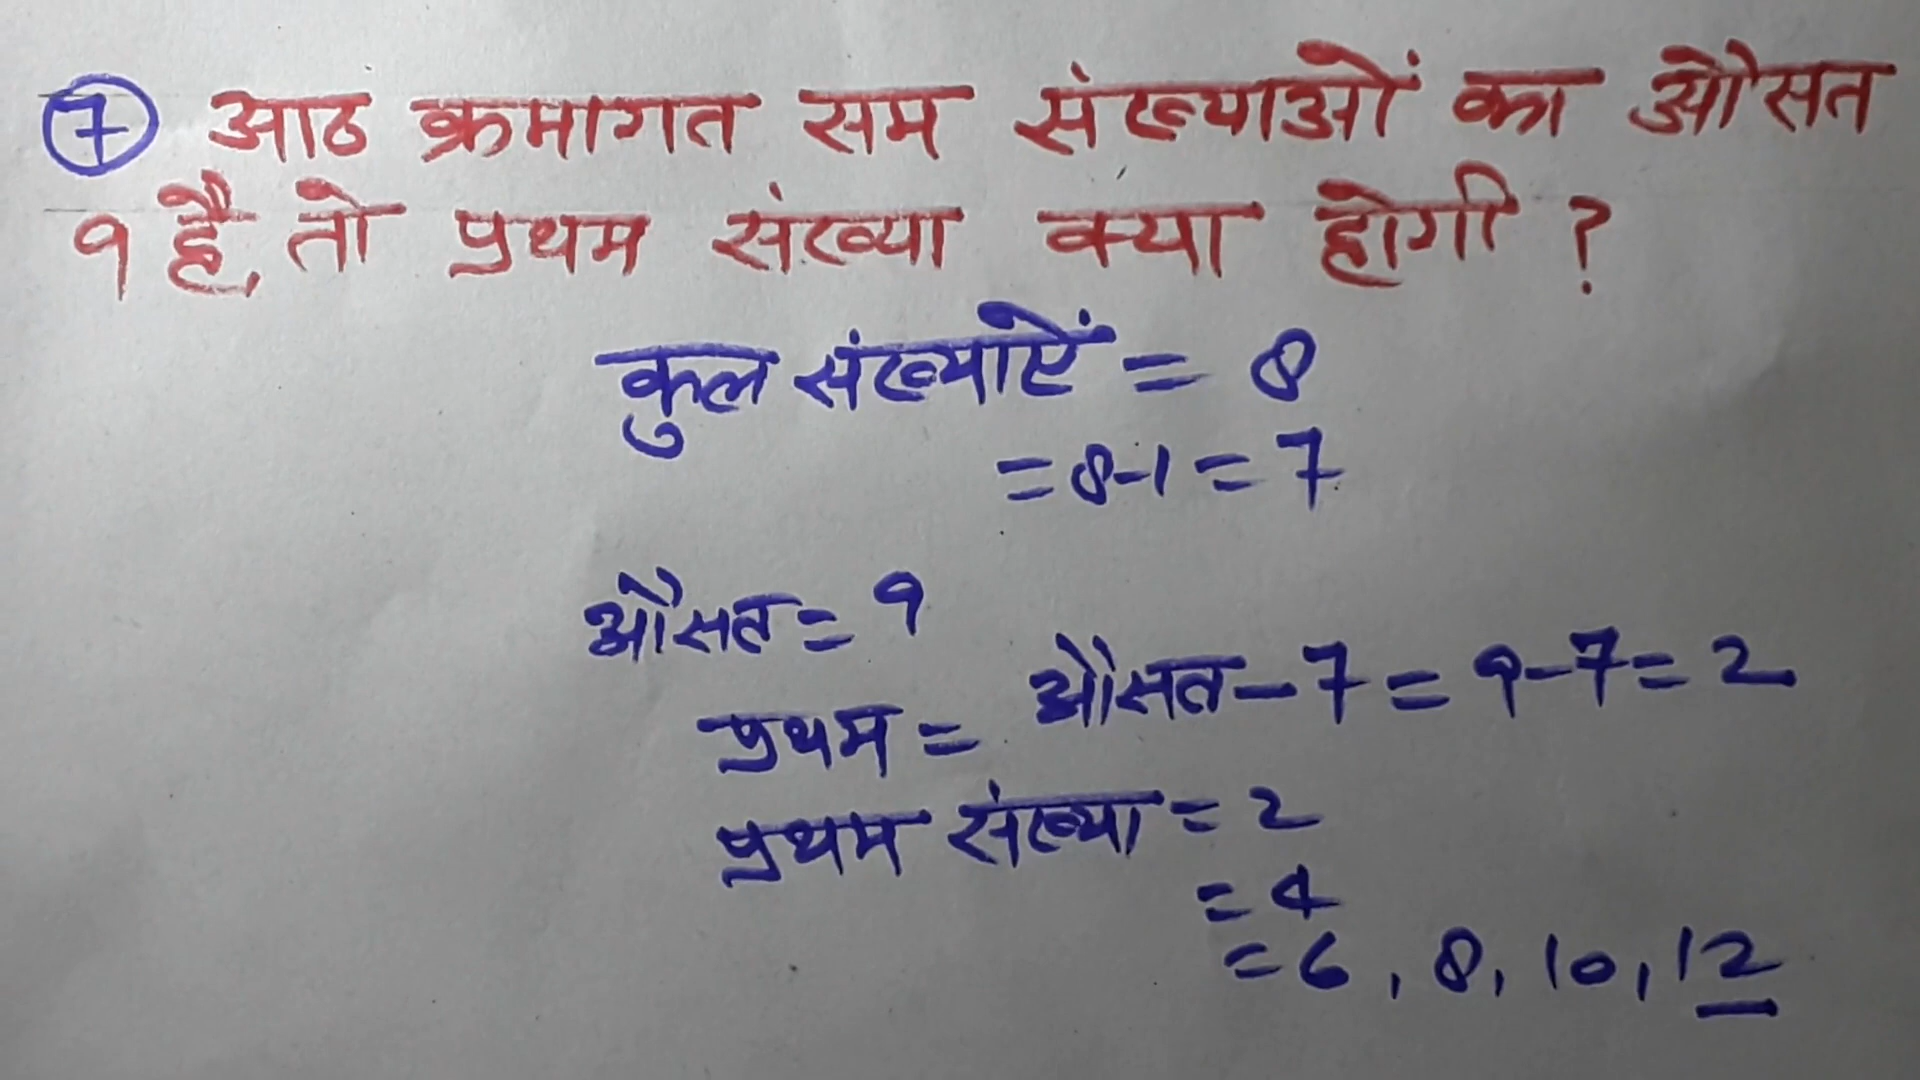 7 आठ क्रमागत सम संख्याओं का औसत
9 है, तो प्रथम संख्या क्या होगी ?
कुल संख्याएें = 8
= 8-1 = 7
औसत = 9
प्रथम = औसत - 7 = 9-7 = 2
प्रथम संख्या = 2
= 4
= 6, 8, 10, 12